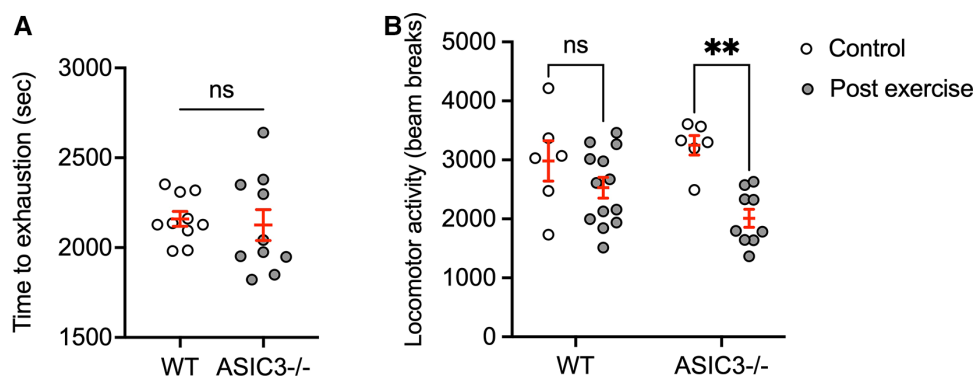 A
Time to exhaustion (sec)
3000
2500
2000
1500
ns
WT
ASIC3-/-
B
Locomotor activity (beam breaks)
5000
4000
3000
2000
1000
0
ns
**
WT
ASIC3-/-
Control
Post exercise